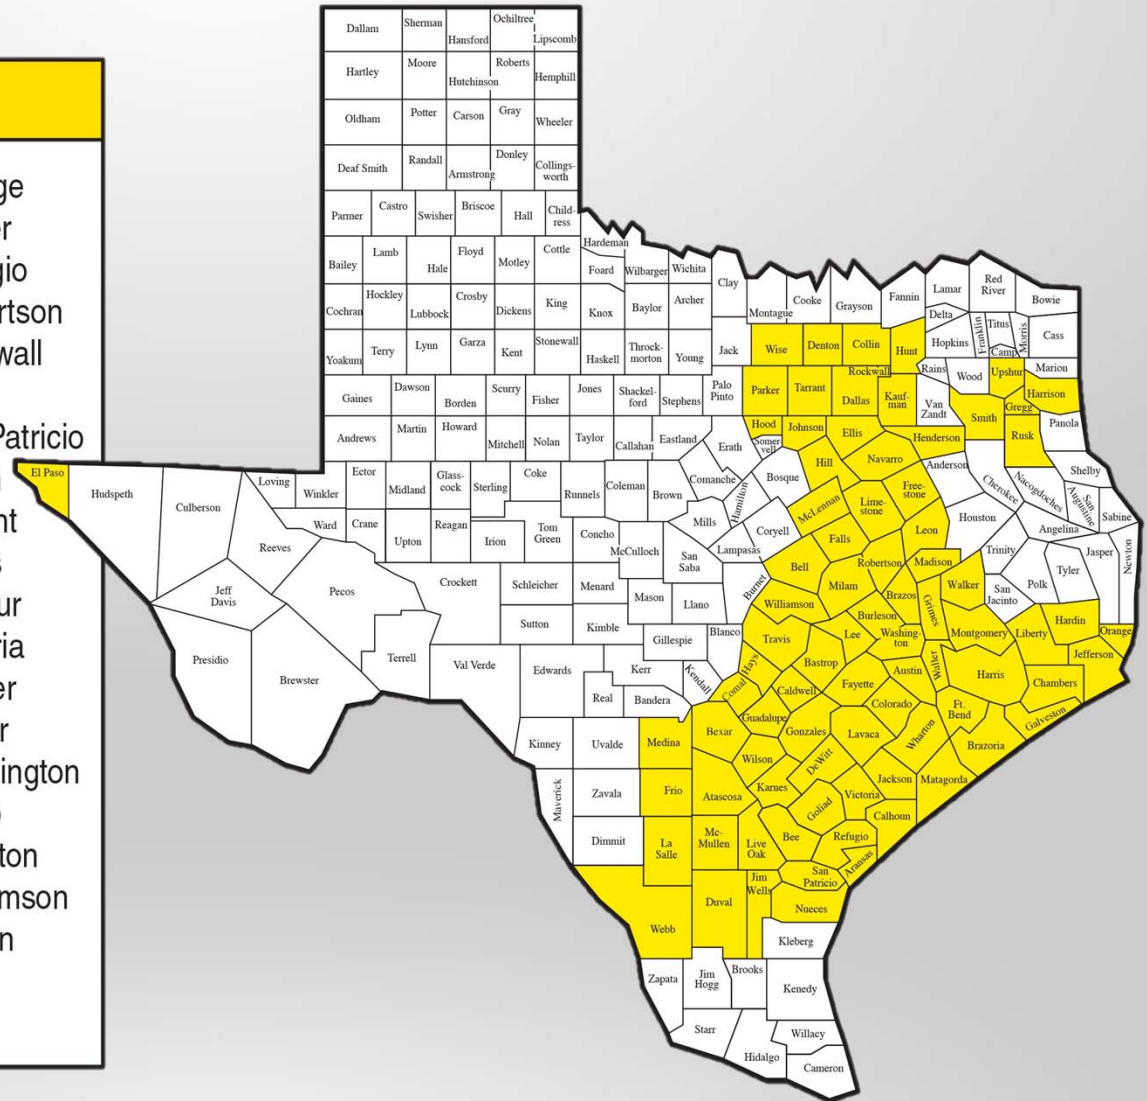 ge
er
gio
rtson
wall
Patricio
nt
s
ur
ria
er
r
ington
ton
mson
n
Dallam
Sherman
Hansford
Ochiltree
Lipscomb
Hartley
Moore
Hutchinson
Roberts
Hemphill
Oldham
Potter
Carson
Gray
Wheeler
Deaf Smith
Randall
Armstrong
Donley
Collings-
worth
Parmer
Castro
Swisher
Briscoe
Hall
Child-
ress
Hardeman
Bailey
Lamb
Hale
Floyd
Motley
Cottle
Foard
Wilbarger
Wichita
Clay
Montague
Cooke
Grayson
Fannin
Lamar
Red
River
Bowie
Cochran
Hockley
Lubbock
Crosby
Dickens
King
Knox
Baylor
Archer
Delta
Hopkins
Franklin
Titus
Camp
Morris
Cass
Yoakum
Terry
Lynn
Garza
Kent
Stonewall
Haskell
Throck-
morton
Young
Jack
Wise
Denton
Collin
Hunt
Rains
Wood
Upshur
Marion
Gaines
Dawson
Borden
Scurry
Fisher
Jones
Shackel-
ford
Stephens
Palo
Pinto
Parker
Tarrant
Dallas
Rockwall
Kauf-
man
Van
Zandt
Smith
Gregg
Harrison
Andrews
Martin
Howard
Mitchell
Nolan
Taylor
Callahan
Eastland
Erath
Hood
Somer
vell
Johnson
Ellis
Henderson
Rusk
Panola
El Paso
Hudspeth
Culberson
Loving
Winkler
Ector
Midland
Glass-
cock
Sterling
Coke
Runnels
Coleman
Brown
Comanche
Hamilton
Bosque
Hill
Navarro
Anderson
Cherokee
Nacogdoches
Shelby
San
Augustine
Sabine
Reeves
Ward
Crane
Upton
Reagan
Irion
Tom
Green
Concho
McCulloch
San
Saba
Mills
Lampasas
Coryell
McLennan
Lime-
stone
Free-
stone
Leon
Houston
Angelina
Trinity
Polk
Tyler
Jasper
Newton
Jeff
Davis
Pecos
Crockett
Schleicher
Menard
Mason
Llano
Burnet
Bell
Falls
Milam
Robertson
Madison
Brazos
Grimes
Walker
San
Jacinto
Presidio
Brewster
Terrell
Val Verde
Sutton
Kimble
Gillespie
Blanco
Williamson
Travis
Lee
Burleson
Washing-
ton
Montgomery
Liberty
Hardin
Orange
Jefferson
Edwards
Kerr
Real
Bandera
Kendall
Comal
Hays
Bastrop
Caldwell
Fayette
Austin
Waller
Harris
Chambers
Kinney
Uvalde
Medina
Bexar
Guadalupe
Gonzales
Lavaca
Colorado
Wharton
Ft.
Bend
Galveston
Brazoria
Maverick
Zavala
Frio
Atascosa
Wilson
Karnes
DeWitt
Jackson
Matagorda
Victoria
Calhoun
Goliad
Dimmit
La
Salle
Mc-
Mullen
Live
Oak
Bee
Refugio
Aransas
San
Patricio
Webb
Duval
Jim
Wells
Nueces
Kleberg
Zapata
Jim
Hogg
Brooks
Kenedy
Starr
Hidalgo
Willacy
Cameron